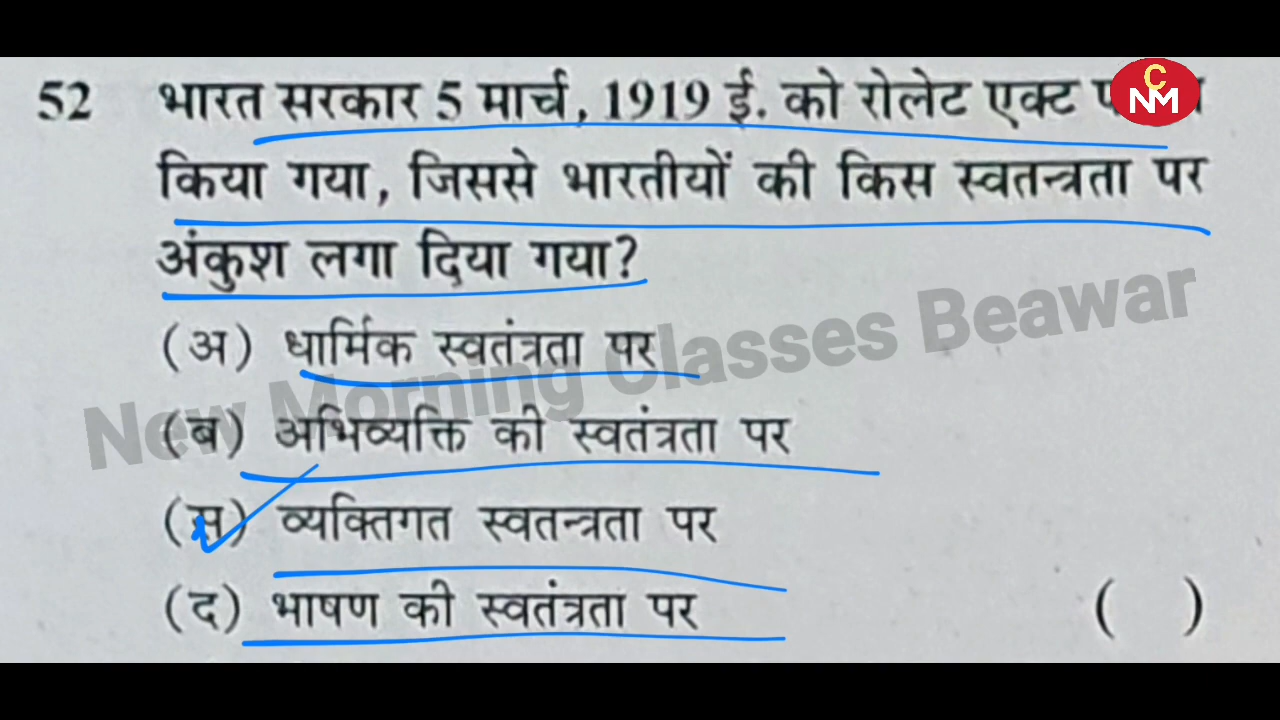 52 भारत सरकार 5 मार्च, 1919 ई. को रोलेट एक्ट
किया गया, जिससे भारतीयों की किस स्वतन्त्रता पर
अंकुश लगा दिया गया?
(अ) धार्मिक स्वतंत्रता पर
(ब) अभिव्यक्ति की स्वतंत्रता पर
(स) व्यक्तिगत स्वतन्त्रता पर
(द) भाषण की स्वतंत्रता पर ( )
New Morning Classes Beawar
C
NM